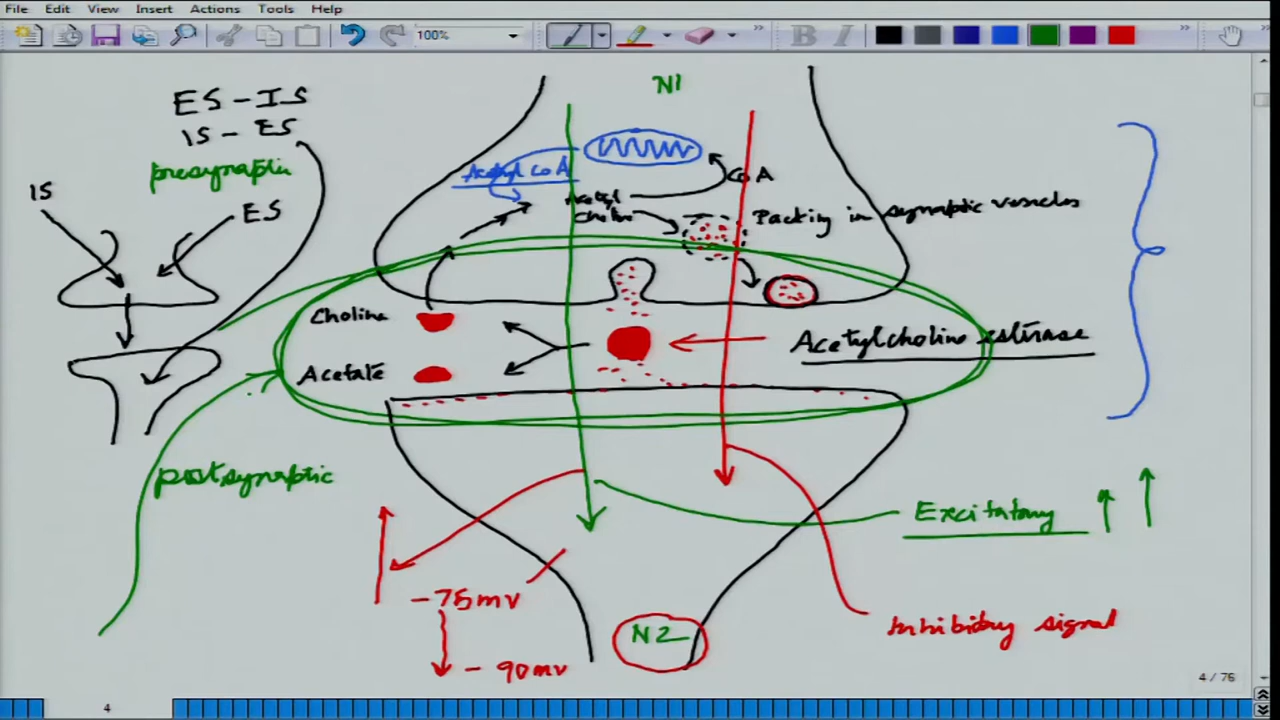 File Edit View Insert Actions Tools Help
100%
ES - IS
IS - ES
presynaptic
IS
ES
N1
Acetyl CoA
Acetyl
Choline
CoA
Packing in synaptic vesicles
Choline
Acetate
Acetylcholine esterase
postsynaptic
Excitatory
-75mv
-90mv
N2
Inhibitory signal
4 / 76
4